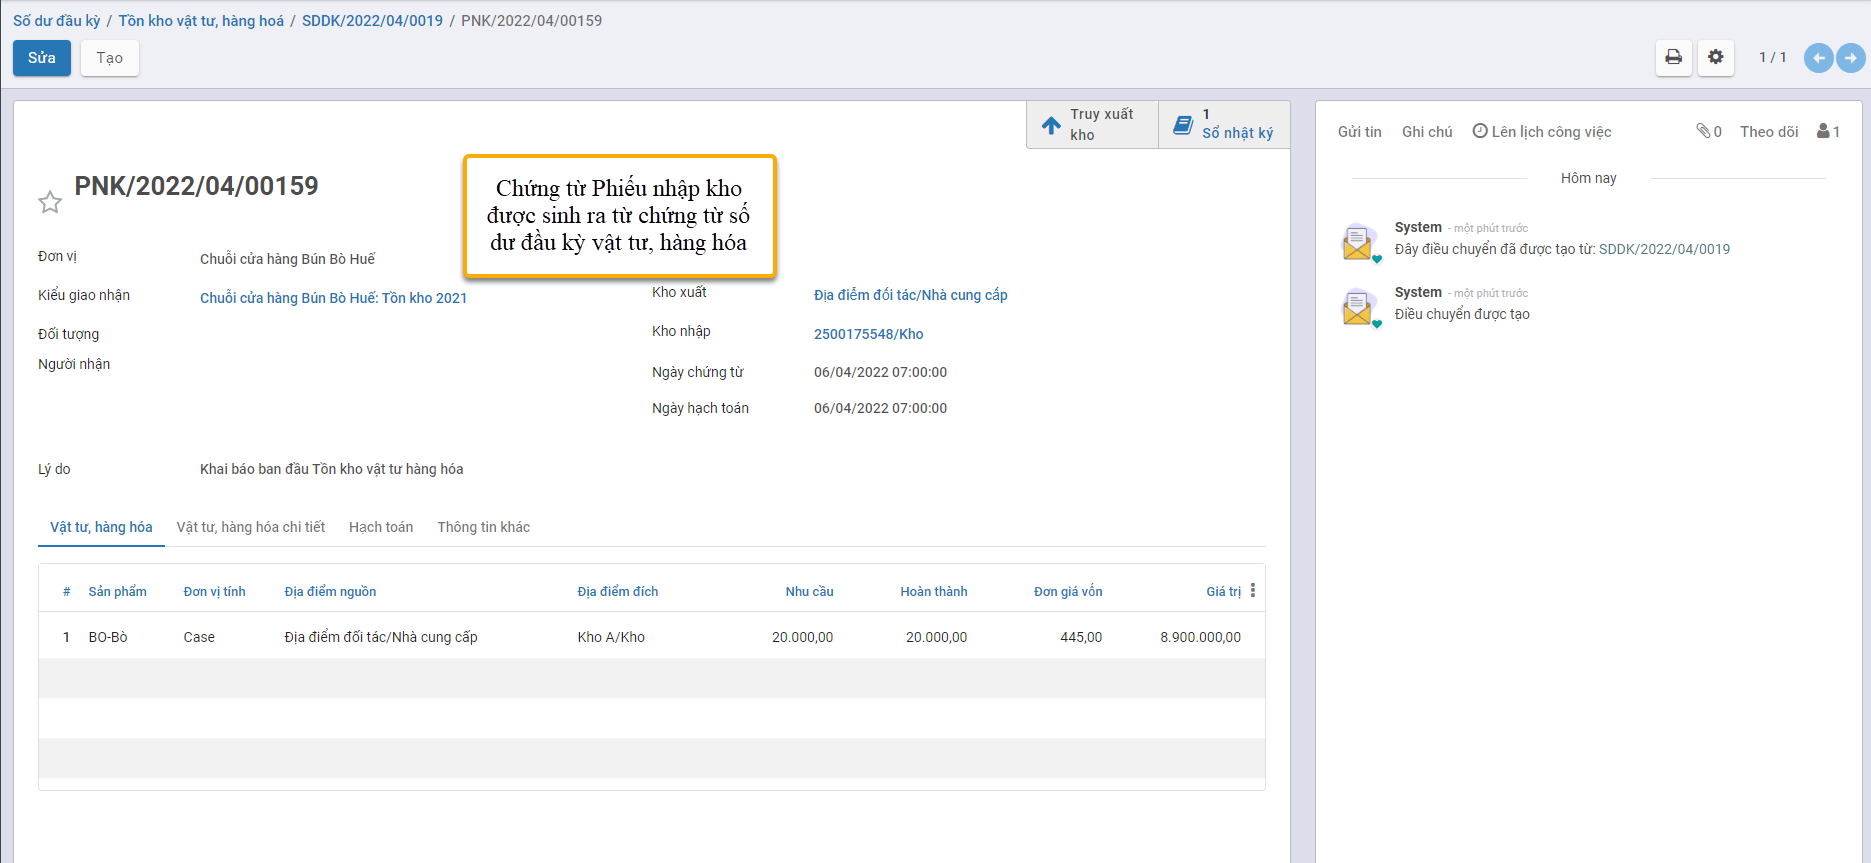 Số dư đầu kỳ / Tồn kho vật tư, hàng hoá / SDDK/2022/04/0019 / PNK/2022/04/00159
Sửa Tạo 1 / 1
Truy xuất kho
1 Sổ nhật ký
PNK/2022/04/00159
Chứng từ Phiếu nhập kho
được sinh ra từ chứng từ số
dư đầu kỳ vật tư, hàng hóa
Đơn vị Chuỗi cửa hàng Bún Bò Huế
Kiểu giao nhận Chuỗi cửa hàng Bún Bò Huế: Tồn kho 2021
Đối tượng
Người nhận
Kho xuất Địa điểm đối tác/Nhà cung cấp
Kho nhập 2500175548/Kho
Ngày chứng từ 06/04/2022 07:00:00
Ngày hạch toán 06/04/2022 07:00:00
Lý do Khai báo ban đầu Tồn kho vật tư hàng hóa
Vật tư, hàng hóa Vật tư, hàng hóa chi tiết Hạch toán Thông tin khác
# Sản phẩm Đơn vị tính Địa điểm nguồn Địa điểm đích Nhu cầu Hoàn thành Đơn giá vốn Giá trị
1 BO-Bò Case Địa điểm đối tác/Nhà cung cấp Kho A/Kho 20.000,00 20.000,00 445,00 8.900.000,00
Gửi tin Ghi chú Lên lịch công việc 0 Theo dõi 1
Hôm nay
System - một phút trước
Đây điều chuyển đã được tạo từ: SDDK/2022/04/0019
System - một phút trước
Điều chuyển được tạo